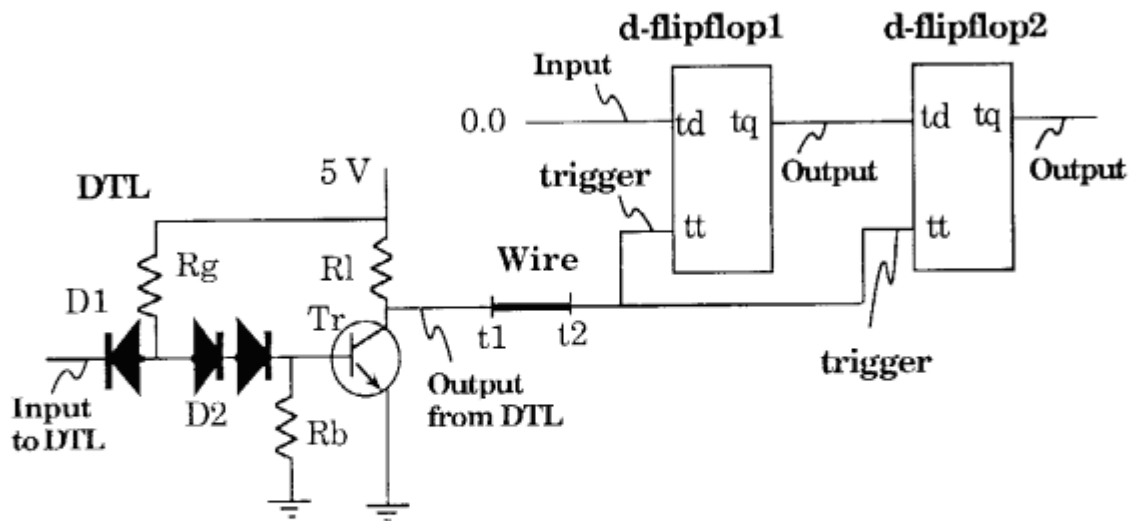 d-flipflop1
d-flipflop2
Input
0.0
td
tq
td
tq
Output
Output
trigger
tt
tt
5 V
DTL
Rg
Rl
Wire
D1
Tr
t1
t2
trigger
Input
to DTL
D2
Rb
Output
from DTL